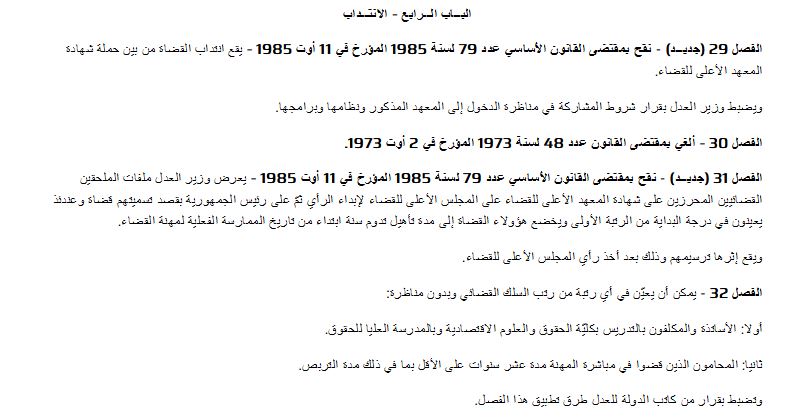 البـــاب الـــرابع - الانتـــداب
الفصل 29 (جديـــد) - نقح بمقتضى القانون الأساسي عدد 79 لسنة 1985 المؤرخ في 11 أوت 1985 - يقع انتداب القضاة من بين حملة شهادة
المعهد الأعلى للقضاء.
ويضبط وزير العدل بقرار شروط المشاركة في مناظرة الدخول إلى المعهد المذكور ونظامها وبرامجها.
الفصل 30 - ألغي بمقتضى القانون عدد 48 لسنة 1973 المؤرخ في 2 أوت 1973.
الفصل 31 (جديـــد) - نقح بمقتضى القانون الأساسي عدد 79 لسنة 1985 المؤرخ في 11 أوت 1985 - يعرض وزير العدل ملفات الملحقين
القضائيين المحرزين على شهادة المعهد الأعلى للقضاء على المجلس الأعلى للقضاء لإبداء الرأي ثمّ على رئيس الجمهورية بقصد تسميتهم قضاة وعندئذ
يعينون في درجة البداية من الرتبة الأولى ويخضع هؤولاء القضاة إلى مدة تأهيل تدوم سنة ابتداء من تاريخ الممارسة الفعلية لمهنة القضاء.
ويقع إثرها ترسيمهم وذلك بعد أخذ رأي المجلس الأعلى للقضاء.
الفصل 32 - يمكن أن يعيّن في أي رتبة من رتب السلك القضائي وبدون مناظرة:
أولا: الأساتذة والمكلفون بالتدريس بكليّة الحقوق والعلوم الاقتصادية وبالمدرسة العليا للحقوق.
ثانيا: المحامون الذين قضوا في مباشرة المهنة مدة عشر سنوات على الأقل بما في ذلك مدة التربص.
وتضبط بقرار من كاتب الدولة للعدل طرق تطبيق هذا الفصل.